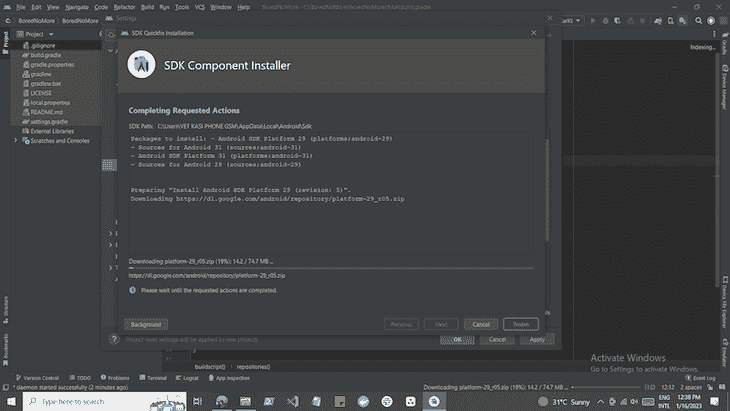 File Edit View Navigate Code Refactor Build Run Tools VCS Window Help
BoredNoMore
Settings
SDK Quickfix Installation
SDK Component Installer
Indexing...
Project
.gitignore
build.gradle
gradle.properties
gradlew
gradlew.bat
LICENSE
local.properties
README.md
settings.gradle
External Libraries
Scratches and Consoles
Completing Requested Actions
SDK Path: C:\Users\VET KASI PHONE GSM\AppData\Local\Android\Sdk
Packages to install: - Android SDK Platform 29 (platforms;android-29)
- Sources for Android 31 (sources;android-31)
- Android SDK Platform 31 (platforms;android-31)
- Sources for Android 29 (sources;android-29)
Preparing "Install Android SDK Platform 29 (revision: 5)".
Downloading https://dl.google.com/android/repository/platform-29_r05.zip
Downloading platform-29_r05.zip (19%): 14.2 / 74.7 MB ...
https://dl.google.com/android/repository/platform-29_r05.zip
Please wait until the requested actions are completed.
Background Previous Next Cancel Finish
? Project-level settings will be applied to new projects OK Cancel Apply
buildscript{} › repositories{}
Project
Structure
Bookmarks
Gradle
Device Manager
Device File Explorer
Emulator
Activate Windows
Go to Settings to activate Windows.
Version Control TODO Problems Terminal Logcat App Inspection Event Log
* daemon started successfully (2 minutes ago) Downloading platform-29_r05.zip (19%): 14.2 / 74.7 MB ... 12:12 2 spaces
Type here to search 31°C Sunny ENG INTL 12:38 PM 1/16/2023